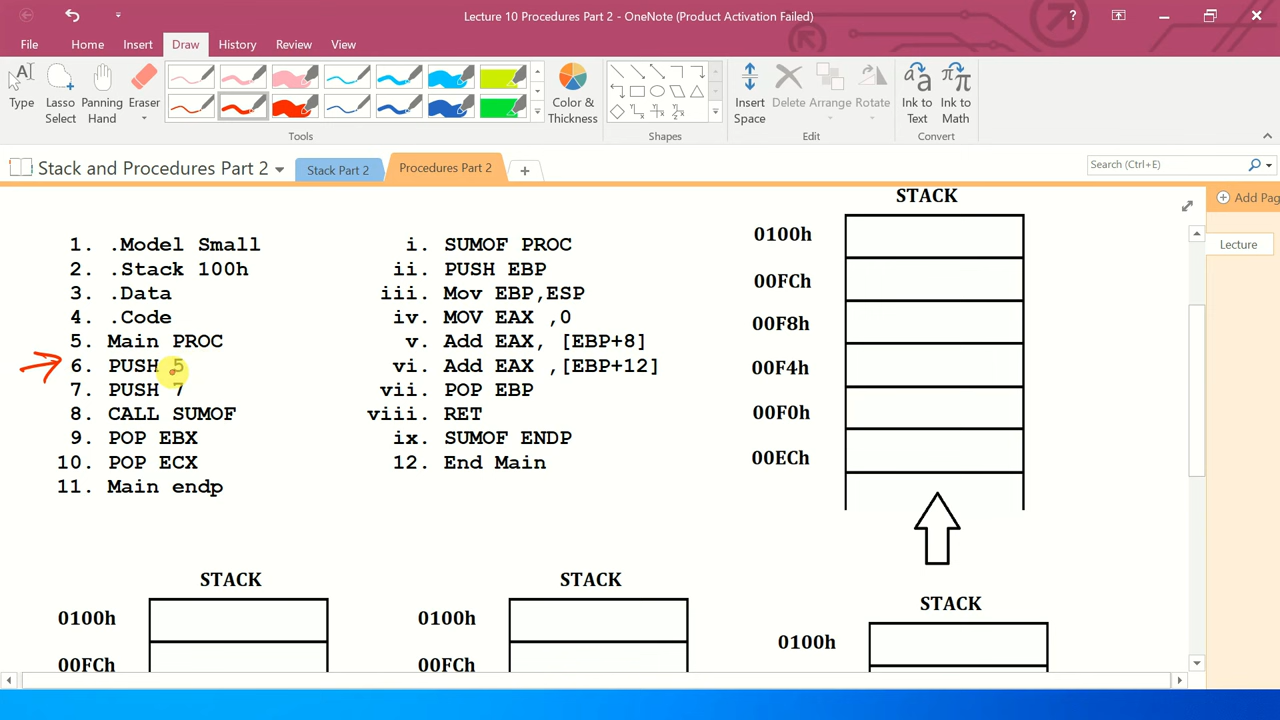 Lecture 10 Procedures Part 2 - OneNote (Product Activation Failed)
?
File Home Insert Draw History Review View
Type
Lasso Select
Panning Hand
Eraser
Tools
Color & Thickness
Shapes
Insert Space
Delete
Arrange
Rotate
Edit
Ink to Text
Ink to Math
Convert
Stack and Procedures Part 2
Stack Part 2
Procedures Part 2
Search (Ctrl+E)
Add Pag
Lecture
1. .Model Small
2. .Stack 100h
3. .Data
4. .Code
5. Main PROC
6. PUSH 5
7. PUSH 7
8. CALL SUMOF
9. POP EBX
10. POP ECX
11. Main endp
i. SUMOF PROC
ii. PUSH EBP
iii. Mov EBP,ESP
iv. MOV EAX ,0
v. Add EAX, [EBP+8]
vi. Add EAX ,[EBP+12]
vii. POP EBP
viii. RET
ix. SUMOF ENDP
12. End Main
STACK
0100h
00FCh
00F8h
00F4h
00F0h
00ECh
STACK
0100h
00FCh
STACK
0100h
00FCh
STACK
0100h